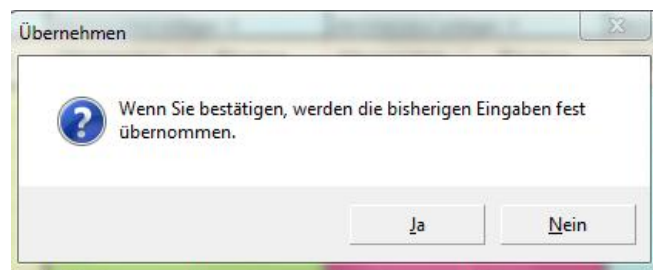 Übernehmen
Wenn Sie bestätigen, werden die bisherigen Eingaben fest
übernommen.
Ja
Nein